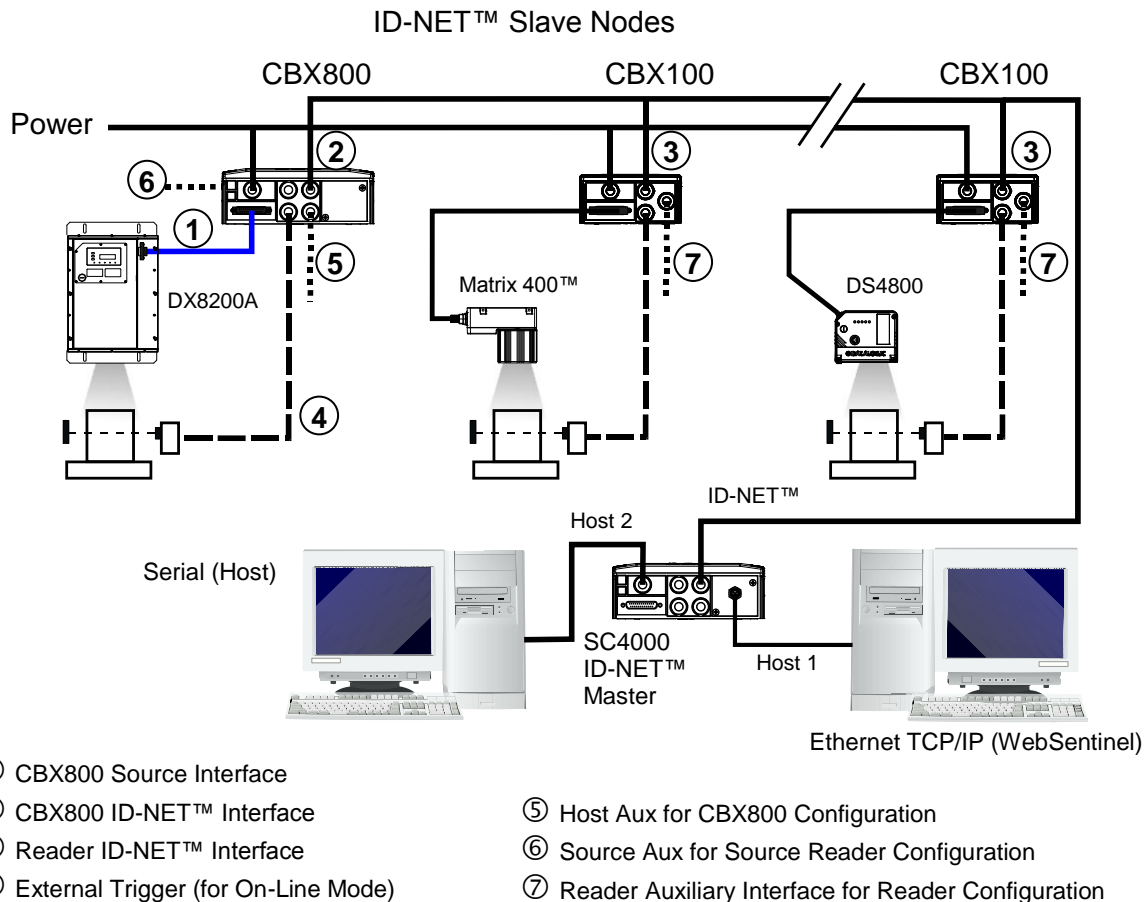 ID-NET™ Slave Nodes
CBX800
CBX100
CBX100
Power
2
3
3
6
1
5
7
7
DX8200A
Matrix 400™
DS4800
4
ID-NET™
Host 2
Serial (Host)
SC4000
ID-NET™
Master
Host 1
Ethernet TCP/IP (WebSentinel)
CBX800 Source Interface
CBX800 ID-NET™ Interface
Reader ID-NET™ Interface
External Trigger (for On-Line Mode)
⑤ Host Aux for CBX800 Configuration
⑥ Source Aux for Source Reader Configuration
⑦ Reader Auxiliary Interface for Reader Configuration